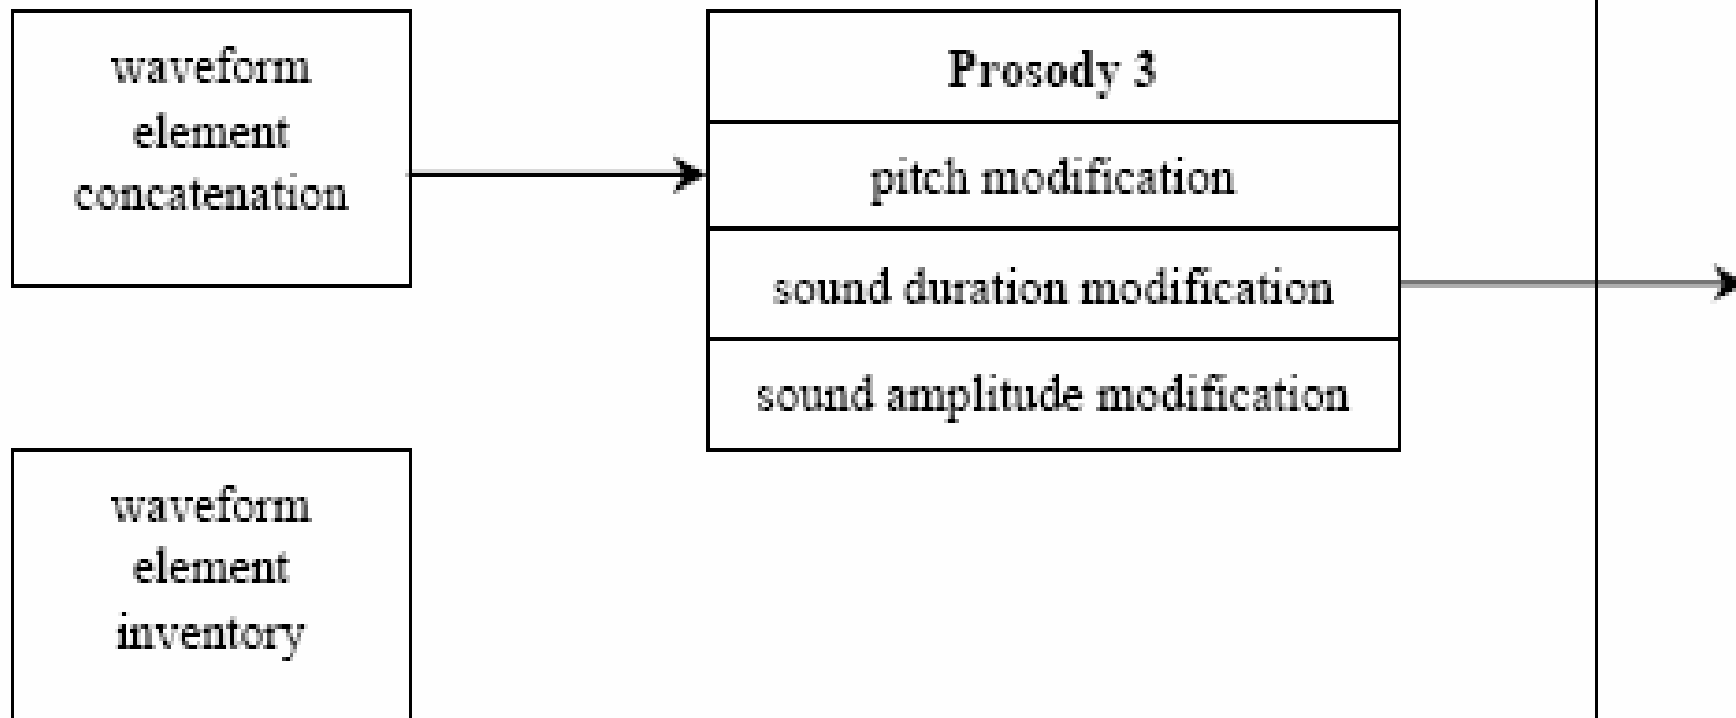 waveform
element
concatenation
Prosody 3
pitch modification
sound duration modification
sound amplitude modification
waveform
element
inventory